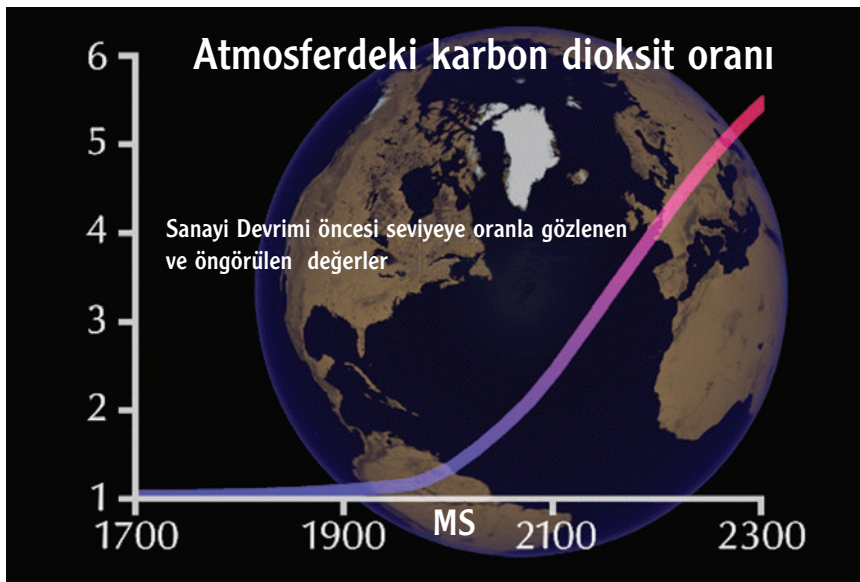 Atmosferdeki karbon dioksit oranı
6
5
Sanayi Devrimi öncesi seviyeye oranla gözlenen
ve öngörülen değerler
4
3
2
1
1700 1900 MS 2100 2300